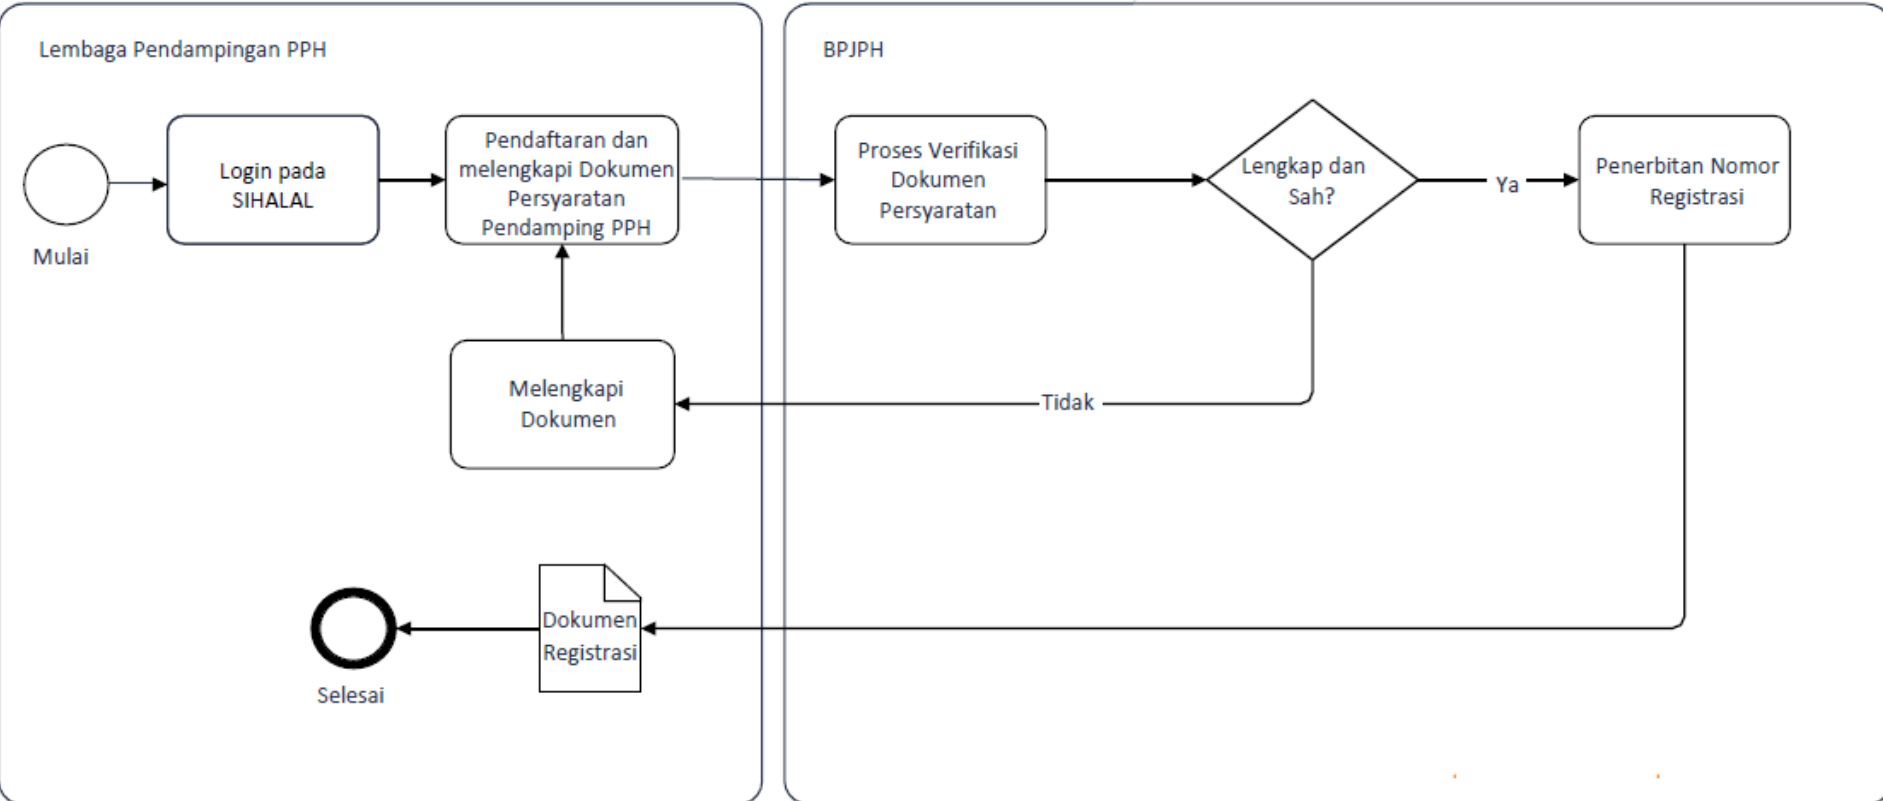 Lembaga Pendampingan PPH
BPJPH
Mulai
Login pada
SIHALAL
Pendaftaran dan
melengkapi Dokumen
Persyaratan
Pendamping PPH
Proses Verifikasi
Dokumen
Persyaratan
Lengkap dan
Sah?
Ya
Penerbitan Nomor
Registrasi
Melengkapi
Dokumen
Tidak
Dokumen
Registrasi
Selesai